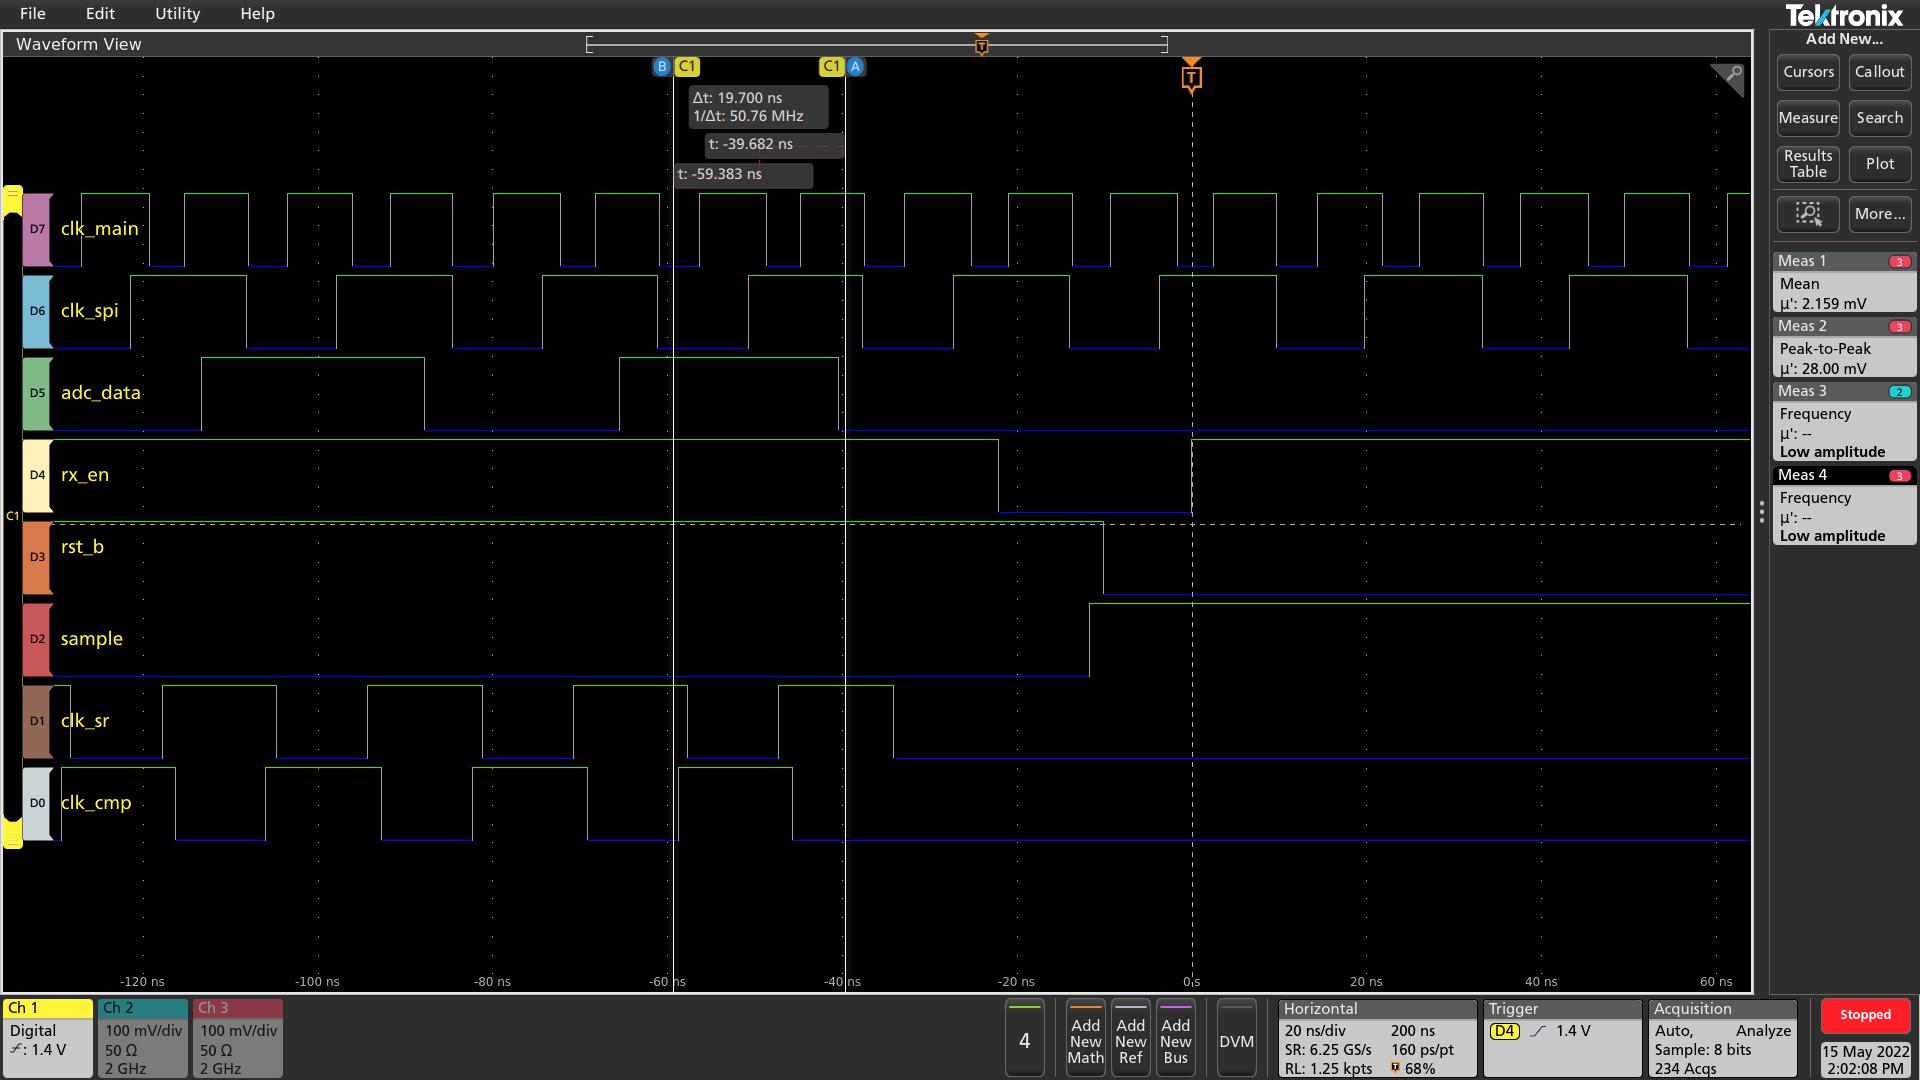 File Edit Utility Help
Tektronix
Waveform View
Add New...
T
B C1 C1 A
T
Cursors Callout
Δt: 19.700 ns
1/Δt: 50.76 MHz
Measure Search
t: -39.682 ns
Results
Table
Plot
t: -59.383 ns
More...
D7 clk_main
D6 clk_spi
D5 adc_data
D4 rx_en
C1
D3 rst_b
D2 sample
D1 clk_sr
D0 clk_cmp
Meas 1 3
Mean
µ': 2.159 mV
Meas 2 3
Peak-to-Peak
µ': 28.00 mV
Meas 3 2
Frequency
µ': --
Low amplitude
Meas 4 3
Frequency
µ': --
Low amplitude
-120 ns -100 ns -80 ns -60 ns -40 ns -20 ns 0 s 20 ns 40 ns 60 ns
Ch 1
Digital
: 1.4 V
Ch 2
100 mV/div
50 Ω
2 GHz
Ch 3
100 mV/div
50 Ω
2 GHz
4
Add
New
Math
Add
New
Ref
Add
New
Bus
DVM
Horizontal
20 ns/div 200 ns
SR: 6.25 GS/s 160 ps/pt
RL: 1.25 kpts T 68%
Trigger
D4 1.4 V
Acquisition
Auto, Analyze
Sample: 8 bits
234 Acqs
Stopped
15 May 2022
2:02:08 PM